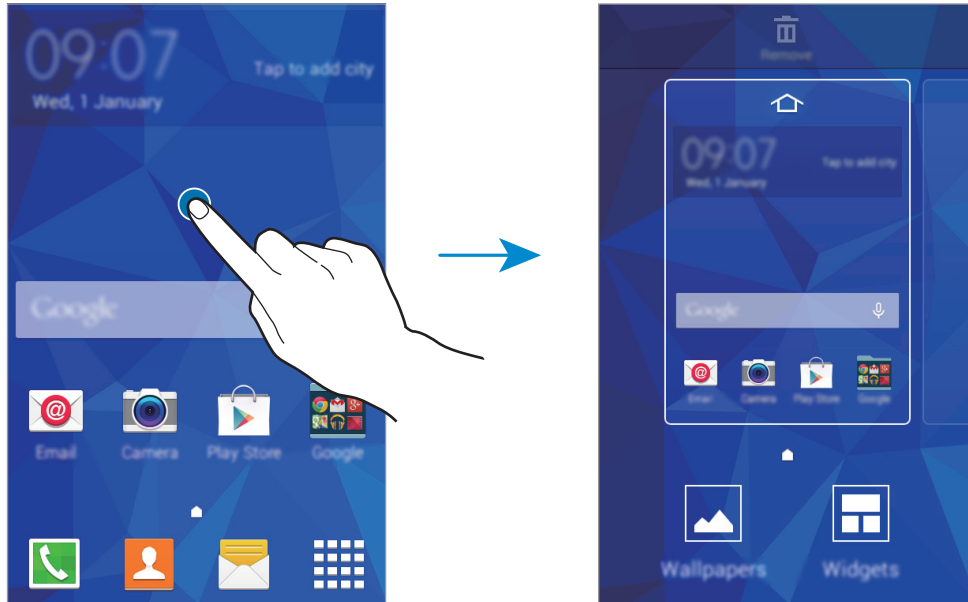 09:07
Tap to add city
Wed, 1 January
Google
Email
Camera
Play Store
Google
Remove
09:07
Tap to add city
Wed, 1 January
Google
Email
Camera
Play Store
Google
Wallpapers
Widgets